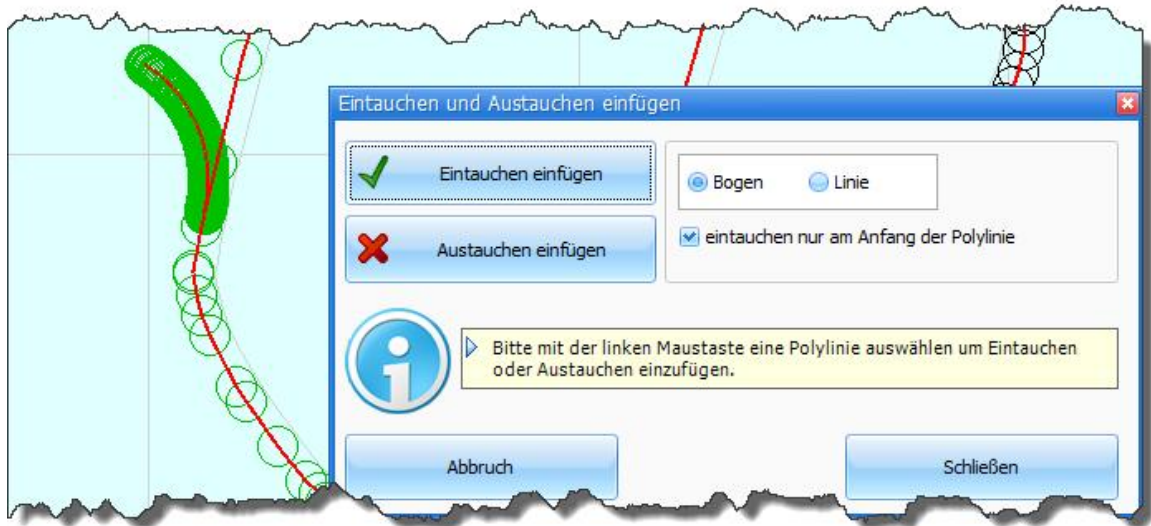 Eintauchen und Austauchen einfügen
Eintauchen einfügen
Bogen
Linie
Austauchen einfügen
eintauchen nur am Anfang der Polylinie
Bitte mit der linken Maustaste eine Polylinie auswählen um Eintauchen
oder Austauchen einzufügen.
Abbruch
Schließen